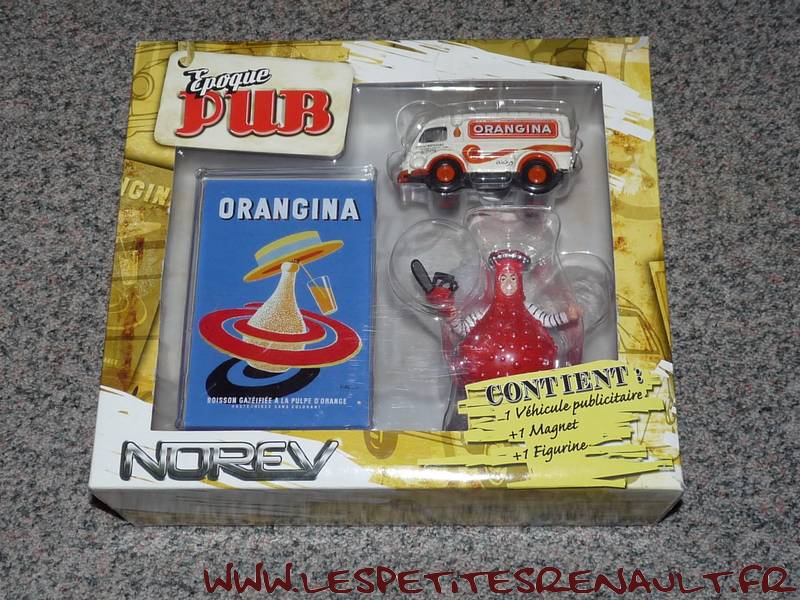 Epoque
PUB
ORANGINA
ORANGINA
BOISSON GAZÉIFIÉE A LA PULPE D'ORANGE
CONTIENT :
1 Véhicule publicitaire
+1 Magnet
+1 Figurine
NOREV
WWW.LESPETITESRENAULT.FR